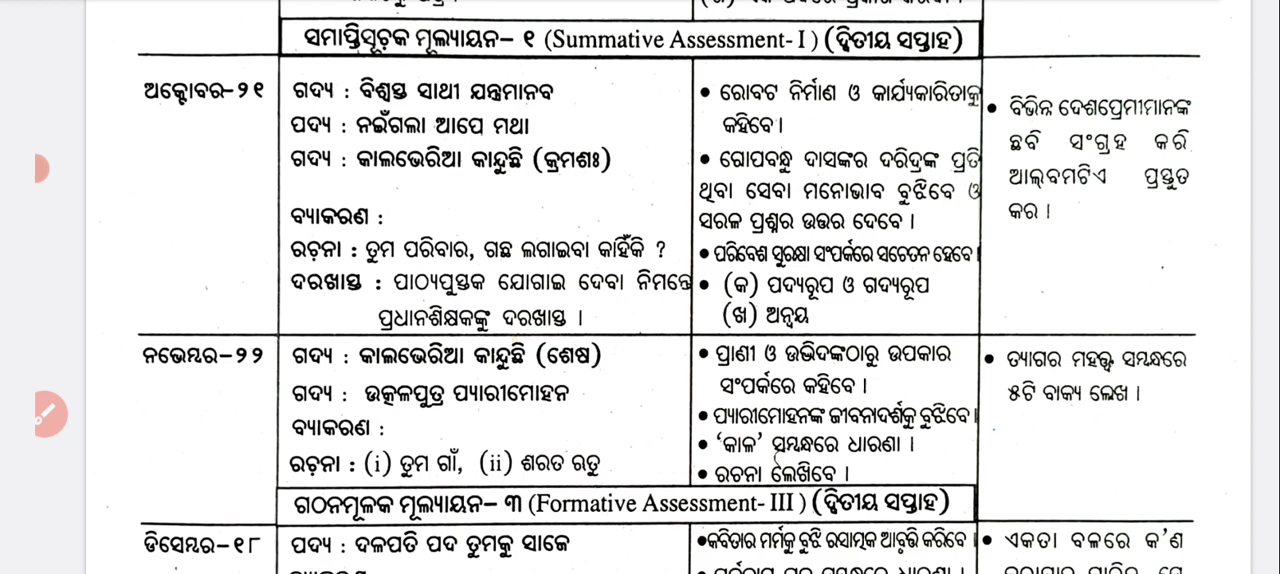 ସମାପ୍ତିସୂଚକ ମୂଲ୍ୟାୟନ- ୧ (Summative Assessment- I ) (ଦ୍ୱିତୀୟ ସପ୍ତାହ)
ଅକ୍ଟୋବର-୨୧
ଗଦ୍ୟ : ବିଶ୍ୱସ୍ତ ସାଥୀ ଯନ୍ତ୍ରମାନବ
ପଦ୍ୟ : ନଇଁଗଲା ଆପେ ମଥା
ଗଦ୍ୟ : କାଲଭେରିଆ କାନ୍ଦୁଛି (କ୍ରମଶଃ)
ବ୍ୟାକରଣ :
ରଚନା : ତୁମ ପରିବାର, ଗଛ ଲଗାଇବା କାହିଁକି ?
ଦରଖାସ୍ତ : ପାଠ୍ୟପୁସ୍ତକ ଯୋଗାଇ ଦେବା ନିମନ୍ତେ
ପ୍ରଧାନଶିକ୍ଷକଙ୍କୁ ଦରଖାସ୍ତ ।
• ରୋବଟ ନିର୍ମାଣ ଓ କାର୍ଯ୍ୟକାରିତାକୁ
କହିବେ ।
• ଗୋପବନ୍ଧୁ ଦାସଙ୍କର ଦରିଦ୍ରଙ୍କ ପ୍ରତି
ଥିବା ସେବା ମନୋଭାବ ବୁଝିବେ ଓ
ସରଳ ପ୍ରଶ୍ନର ଉତ୍ତର ଦେବେ ।
• ପରିବେଶ ସୁରକ୍ଷା ସଂପର୍କରେ ସଚେତନ ହେବେ ।
• (କ) ପଦ୍ୟରୂପ ଓ ଗଦ୍ୟରୂପ
(ଖ) ଅନ୍ୱୟ
• ବିଭିନ୍ନ ଦେଶପ୍ରେମୀମାନଙ୍କ
ଛବି ସଂଗ୍ରହ କରି
ଆଲ୍‌ବମଟିଏ ପ୍ରସ୍ତୁତ
କର ।
ନଭେମ୍ବର-୨୨
ଗଦ୍ୟ : କାଲଭେରିଆ କାନ୍ଦୁଛି (ଶେଷ)
ଗଦ୍ୟ : ଉତ୍କଳପୁତ୍ର ପ୍ୟାରୀମୋହନ
ବ୍ୟାକରଣ :
ରଚନା : (i) ତୁମ ଗାଁ, (ii) ଶରତ ଋତୁ
• ପ୍ରାଣୀ ଓ ଉଦ୍ଭିଦଙ୍କଠାରୁ ଉପକାର
ସଂପର୍କରେ କହିବେ ।
• ପ୍ୟାରୀମୋହନଙ୍କ ଜୀବନାଦର୍ଶକୁ ବୁଝିବେ ।
• ‘କାଳ’ ସମ୍ବନ୍ଧରେ ଧାରଣା ।
• ରଚନା ଲେଖିବେ ।
• ତ୍ୟାଗର ମହତ୍ତ୍ୱ ସମ୍ବନ୍ଧରେ
୫ଟି ବାକ୍ୟ ଲେଖ ।
ଗଠନମୂଳକ ମୂଲ୍ୟାୟନ- ୩ (Formative Assessment- III ) (ଦ୍ୱିତୀୟ ସପ୍ତାହ)
ଡିସେମ୍ବର-୧୮
ପଦ୍ୟ : ଦଳପତି ପଦ ତୁମକୁ ସାଜେ
• କବିତାର ମର୍ମକୁ ବୁଝି ରସାତ୍ମକ ଆବୃତ୍ତି କରିବେ ।
• ଏକତା ବଳରେ କ'ଣ